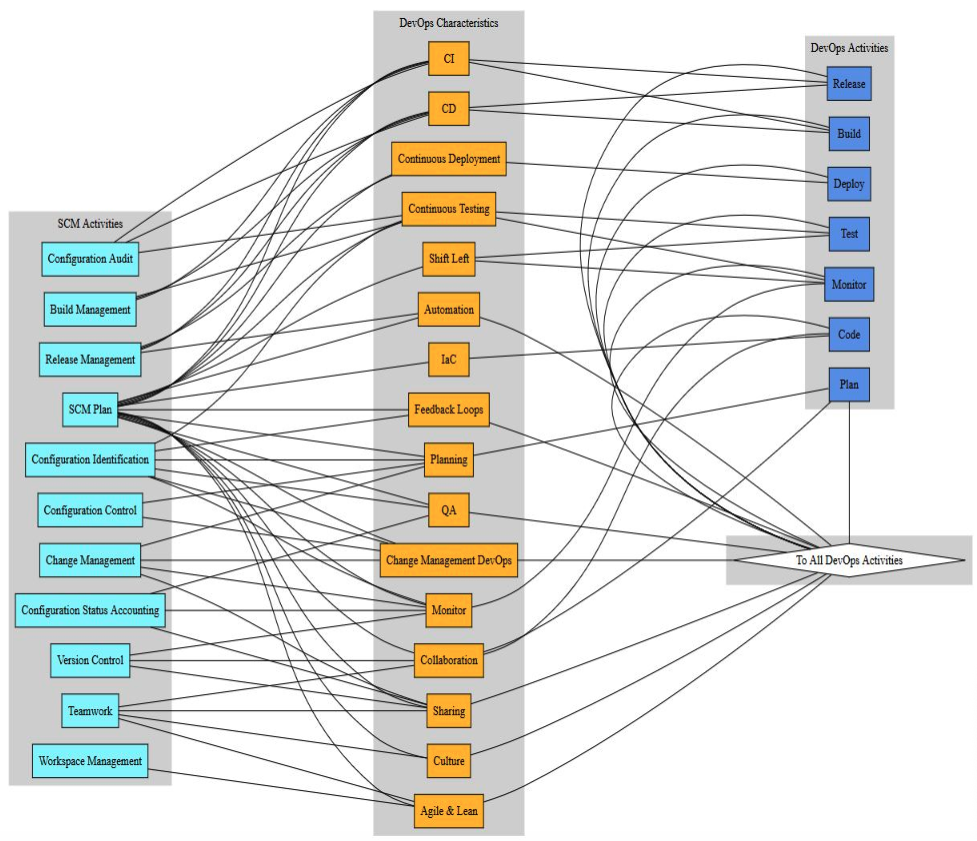 SCM Activities
Configuration Audit
Build Management
Release Management
SCM Plan
Configuration Identification
Configuration Control
Change Management
Configuration Status Accounting
Version Control
Teamwork
Workspace Management
DevOps Characteristics
CI
CD
Continuous Deployment
Continuous Testing
Shift Left
Automation
IaC
Feedback Loops
Planning
QA
Change Management DevOps
Monitor
Collaboration
Sharing
Culture
Agile & Lean
DevOps Activities
Release
Build
Deploy
Test
Monitor
Code
Plan
To All DevOps Activities